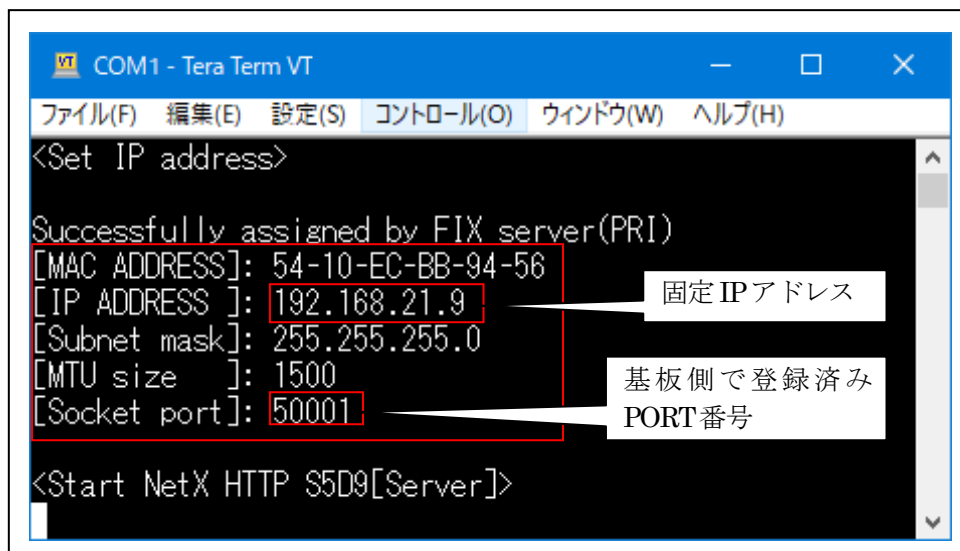 COM1 - Tera Term VT
ファイル(F) 編集(E) 設定(S) コントロール(O) ウィンドウ(W) ヘルプ(H)
<Set IP address>
Successfully assigned by FIX server(PRI)
[MAC ADDRESS]: 54-10-EC-BB-94-56
[IP ADDRESS ]: 192.168.21.9
固定IPアドレス
[Subnet mask]: 255.255.255.0
[MTU size   ]: 1500
[Socket port]: 50001
基板側で登録済み
PORT番号
<Start NetX HTTP S5D9[Server]>